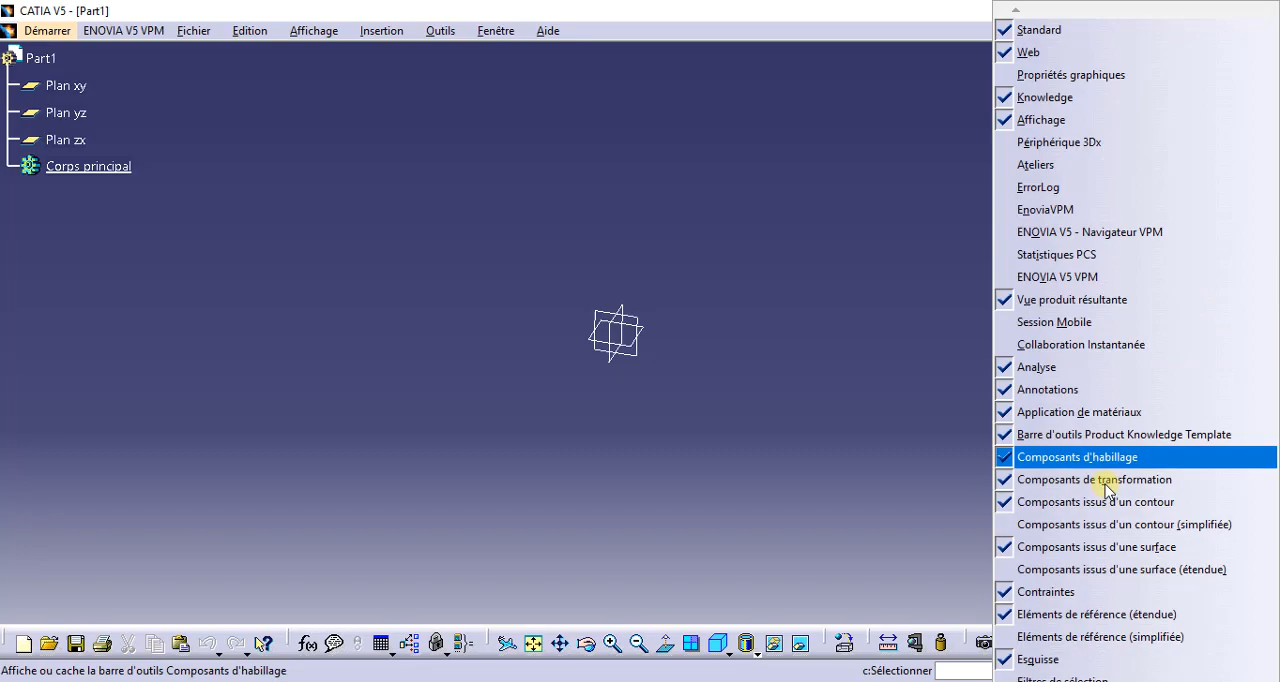 CATIA V5 - [Part1]
Démarrer ENOVIA V5 VPM Fichier Edition Affichage Insertion Outils Fenêtre Aide
Part1
Plan xy
Plan yz
Plan zx
Corps principal
Standard
Web
Propriétés graphiques
Knowledge
Affichage
Périphérique 3Dx
Ateliers
ErrorLog
EnoviaVPM
ENOVIA V5 - Navigateur VPM
Statistiques PCS
ENOVIA V5 VPM
Vue produit résultante
Session Mobile
Collaboration Instantanée
Analyse
Annotations
Application de matériaux
Barre d'outils Product Knowledge Template
Composants d'habillage
Composants de transformation
Composants issus d'un contour
Composants issus d'un contour (simplifiée)
Composants issus d'une surface
Composants issus d'une surface (étendue)
Contraintes
Eléments de référence (étendue)
Eléments de référence (simplifiée)
Esquisse
Filtres de sélection
f(x)
Affiche ou cache la barre d'outils Composants d'habillage
c:Sélectionner